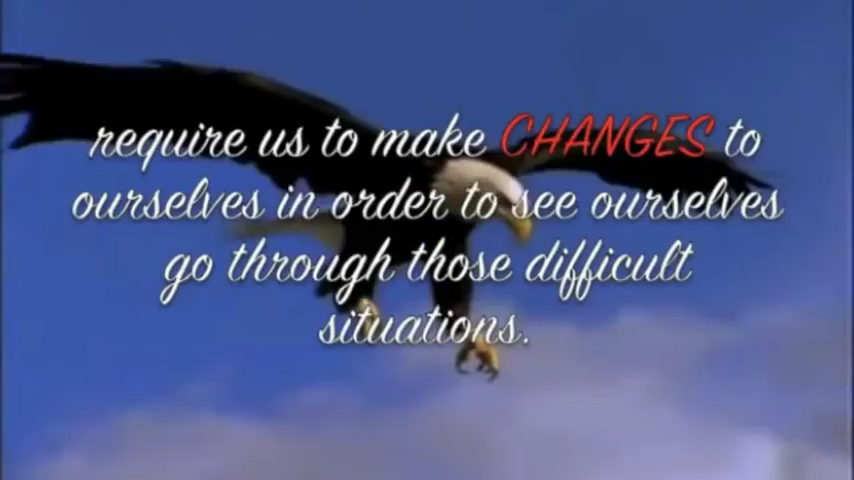 require us to make CHANGES to
ourselves in order to see ourselves
go through those difficult
situations.